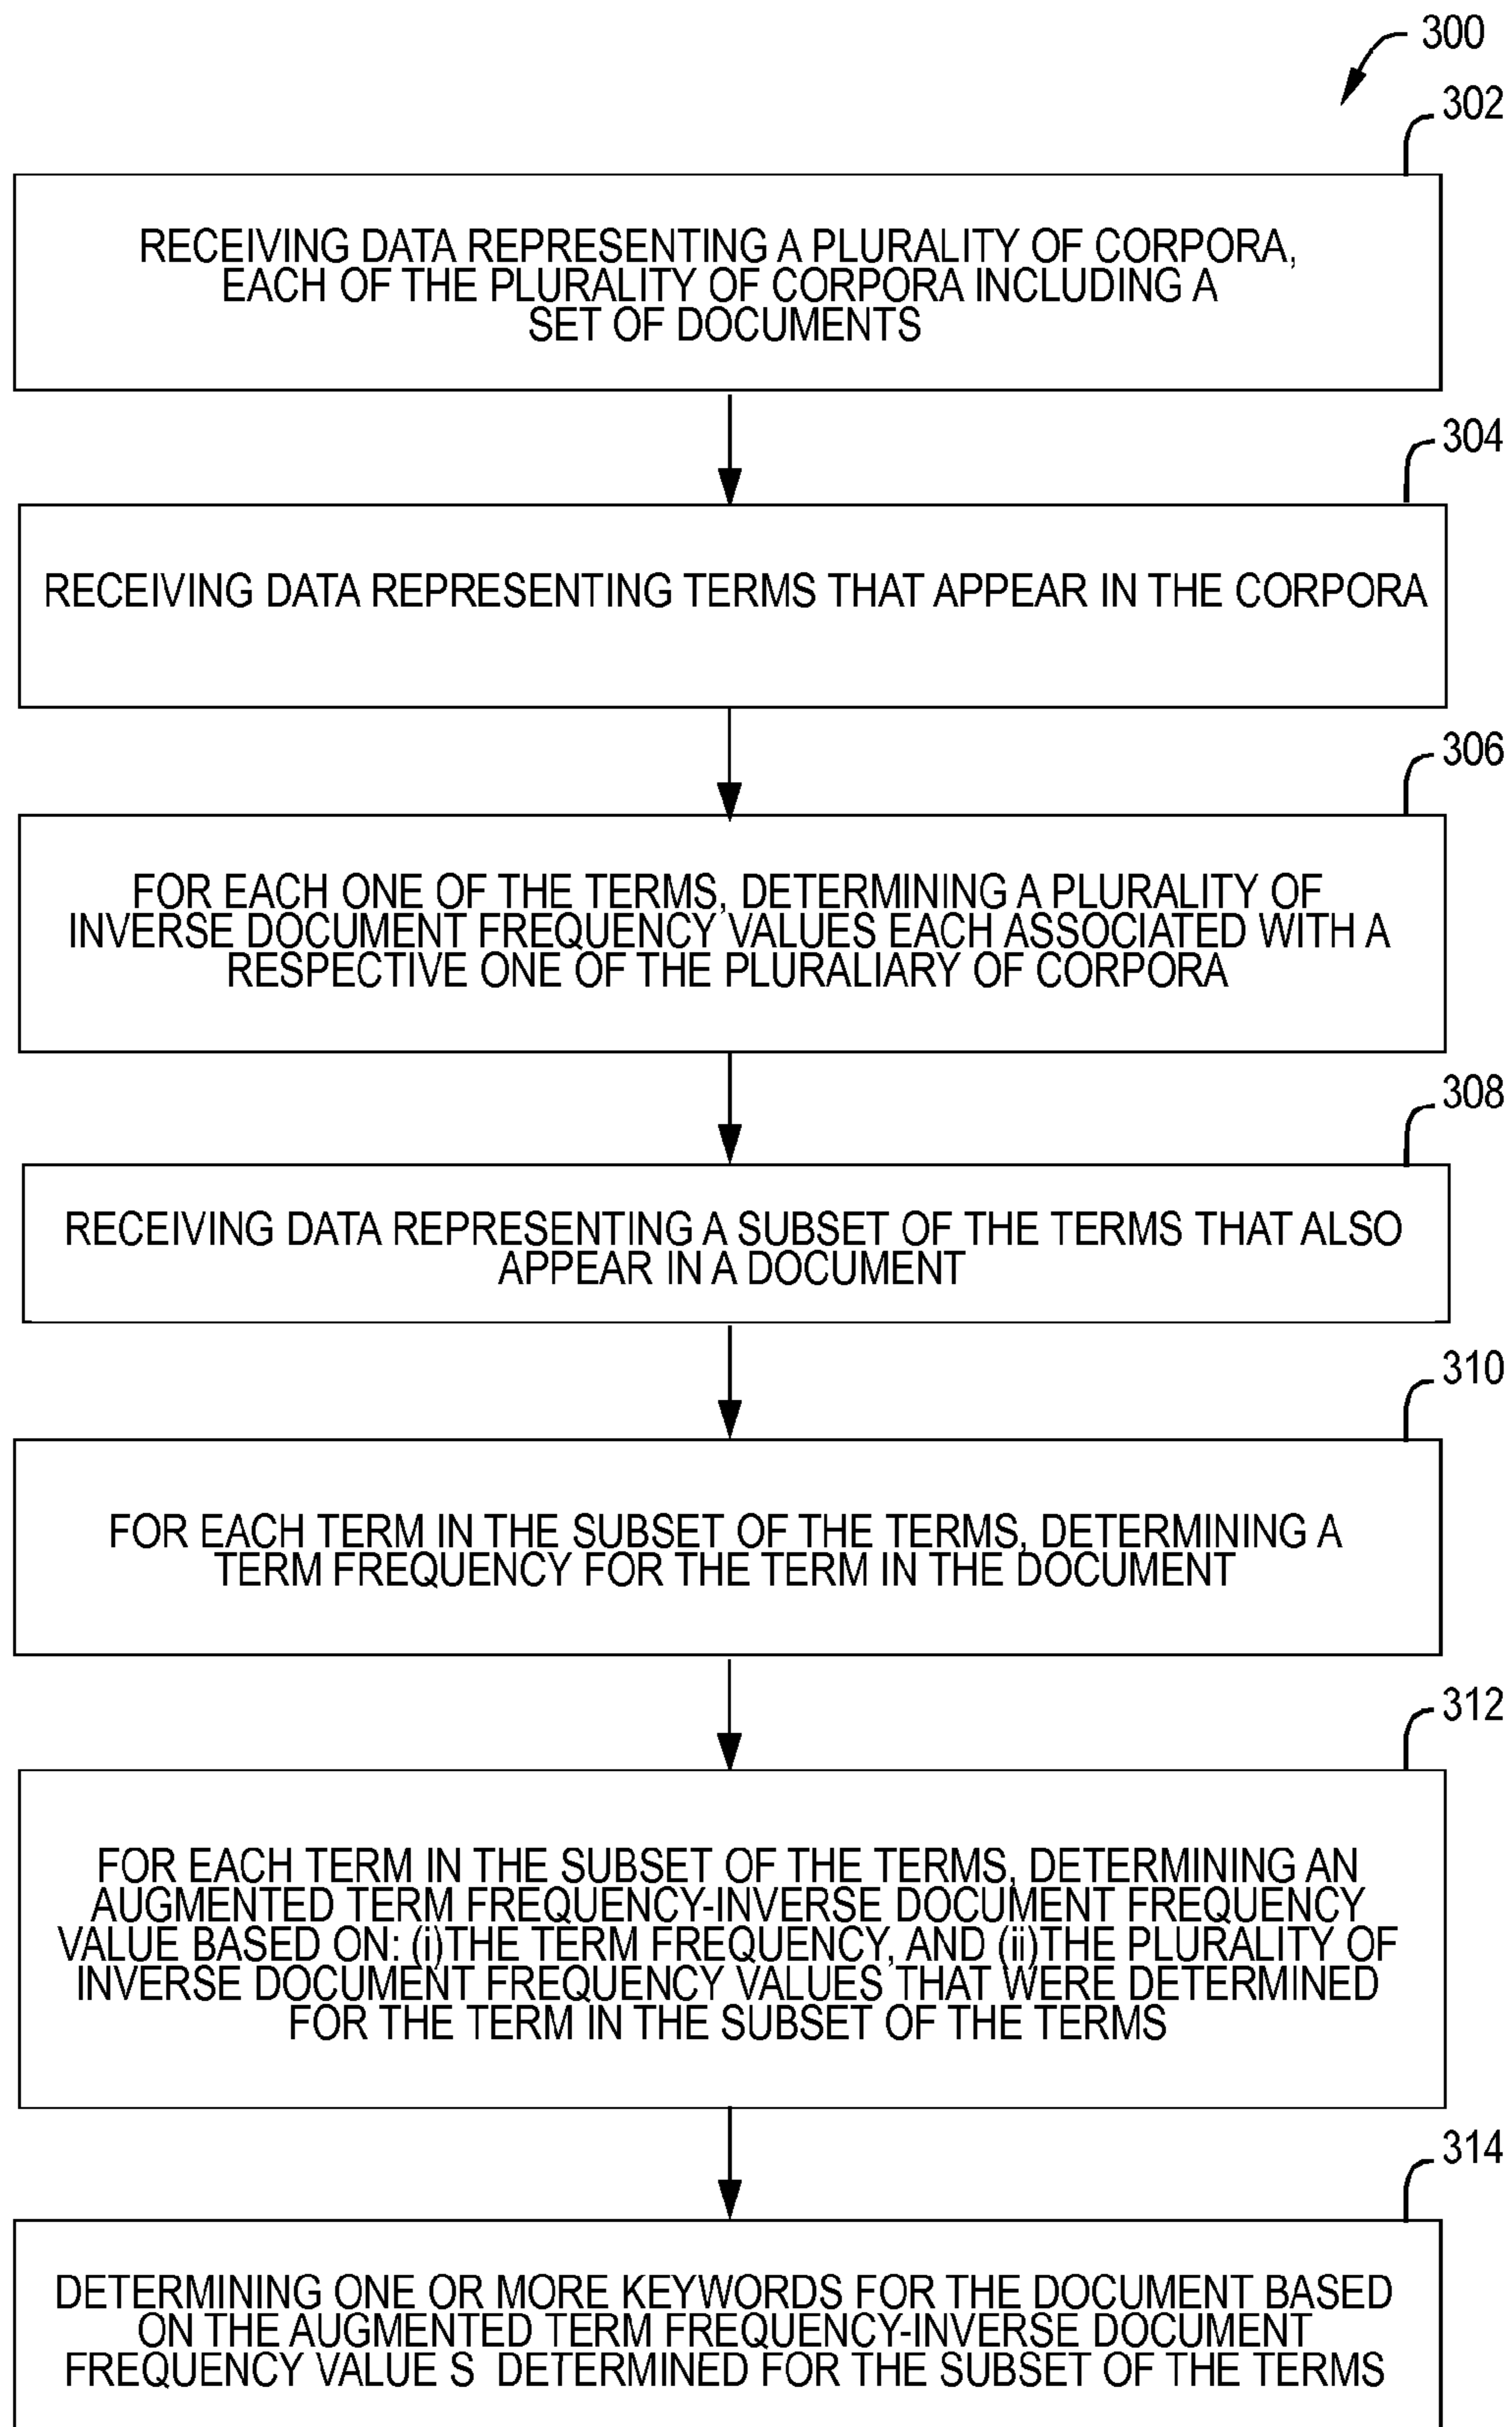 300
302
RECEIVING DATA REPRESENTING A PLURALITY OF CORPORA,
EACH OF THE PLURALITY OF CORPORA INCLUDING A
SET OF DOCUMENTS
304
RECEIVING DATA REPRESENTING TERMS THAT APPEAR IN THE CORPORA
306
FOR EACH ONE OF THE TERMS, DETERMINING A PLURALITY OF
INVERSE DOCUMENT FREQUENCY VALUES EACH ASSOCIATED WITH A
RESPECTIVE ONE OF THE PLURALIARY OF CORPORA
308
RECEIVING DATA REPRESENTING A SUBSET OF THE TERMS THAT ALSO
APPEAR IN A DOCUMENT
310
FOR EACH TERM IN THE SUBSET OF THE TERMS, DETERMINING A
TERM FREQUENCY FOR THE TERM IN THE DOCUMENT
312
FOR EACH TERM IN THE SUBSET OF THE TERMS, DETERMINING AN
AUGMENTED TERM FREQUENCY-INVERSE DOCUMENT FREQUENCY
VALUE BASED ON: (i)THE TERM FREQUENCY, AND (ii)THE PLURALITY OF
INVERSE DOCUMENT FREQUENCY VALUES THAT WERE DETERMINED
FOR THE TERM IN THE SUBSET OF THE TERMS
314
DETERMINING ONE OR MORE KEYWORDS FOR THE DOCUMENT BASED
ON THE AUGMENTED TERM FREQUENCY-INVERSE DOCUMENT
FREQUENCY VALUE S DETERMINED FOR THE SUBSET OF THE TERMS